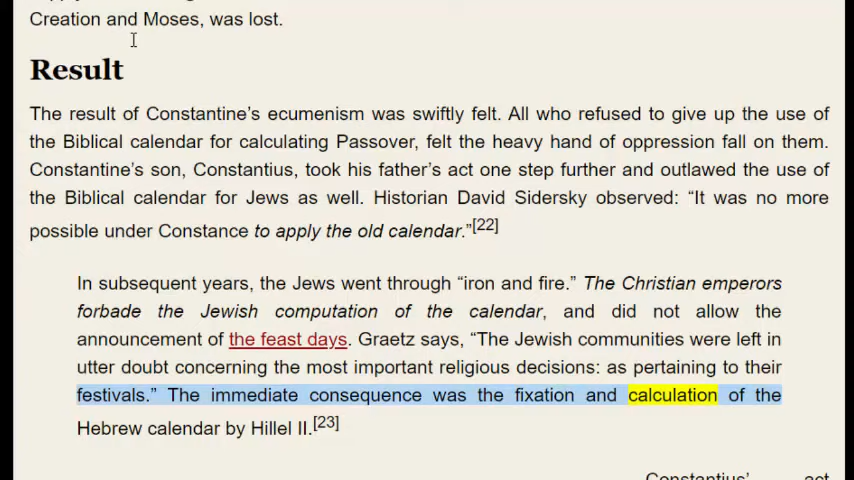 Creation and Moses, was lost.
Result
The result of Constantine’s ecumenism was swiftly felt. All who refused to give up the use of
the Biblical calendar for calculating Passover, felt the heavy hand of oppression fall on them.
Constantine’s son, Constantius, took his father’s act one step further and outlawed the use of
the Biblical calendar for Jews as well. Historian David Sidersky observed: “It was no more
possible under Constance to apply the old calendar.”[22]
In subsequent years, the Jews went through “iron and fire.” The Christian emperors
forbade the Jewish computation of the calendar, and did not allow the
announcement of the feast days. Graetz says, “The Jewish communities were left in
utter doubt concerning the most important religious decisions: as pertaining to their
festivals.” The immediate consequence was the fixation and calculation of the
Hebrew calendar by Hillel II.[23]
Constantius’ act